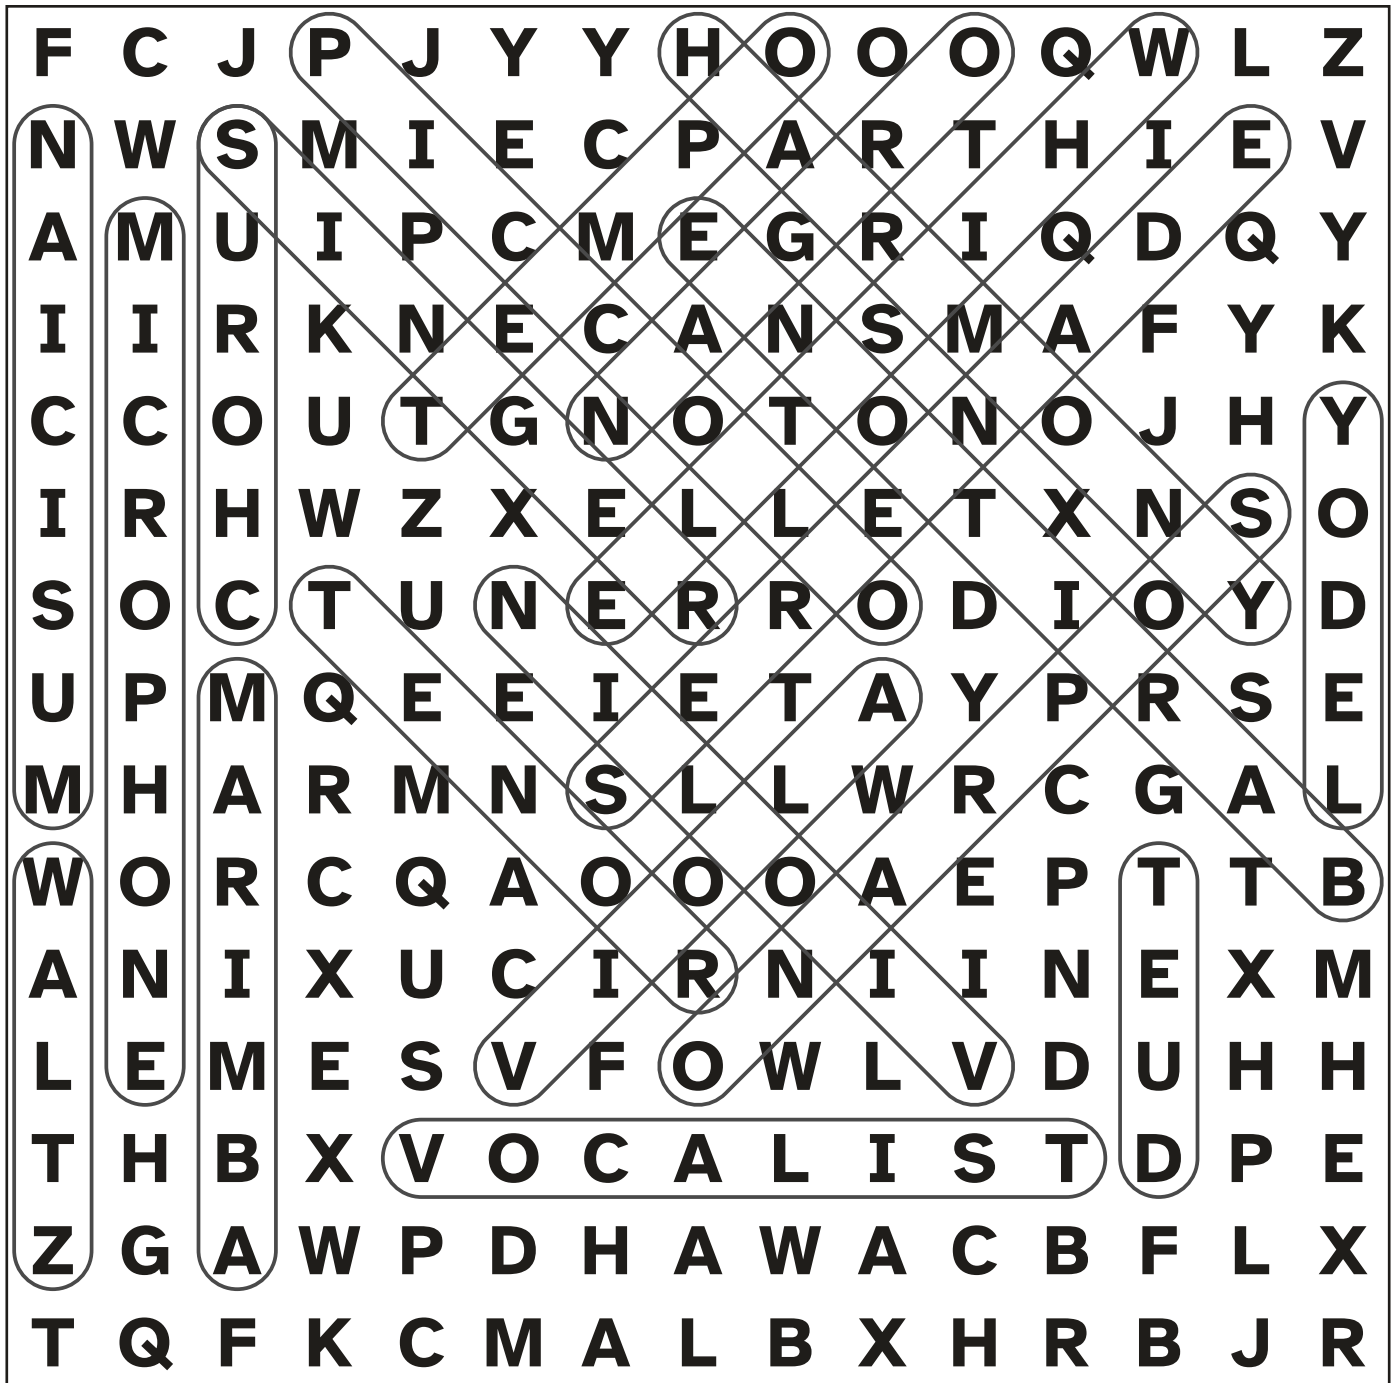 F C J P J Y Y H O O O Q W L Z
N W S M I E C P A R T H I E V
A M U I P C M E G R I Q D Q Y
I I R K N E C A N S M A F Y K
C C O U T G N O T O N O J H Y
I R H W Z X E L L E T X N S O
S O C T U N E R R O D I O Y D
U P M Q E E I E T A Y P R S E
M H A R M N S L L W R C G A L
W O R C Q A O O O A E P T T B
A N I X U C I R N I I N E X M
L E M E S V F O W L V D U H H
T H B X V O C A L I S T D P E
Z G A W P D H A W A C B F L X
T Q F K C M A L B X H R B J R